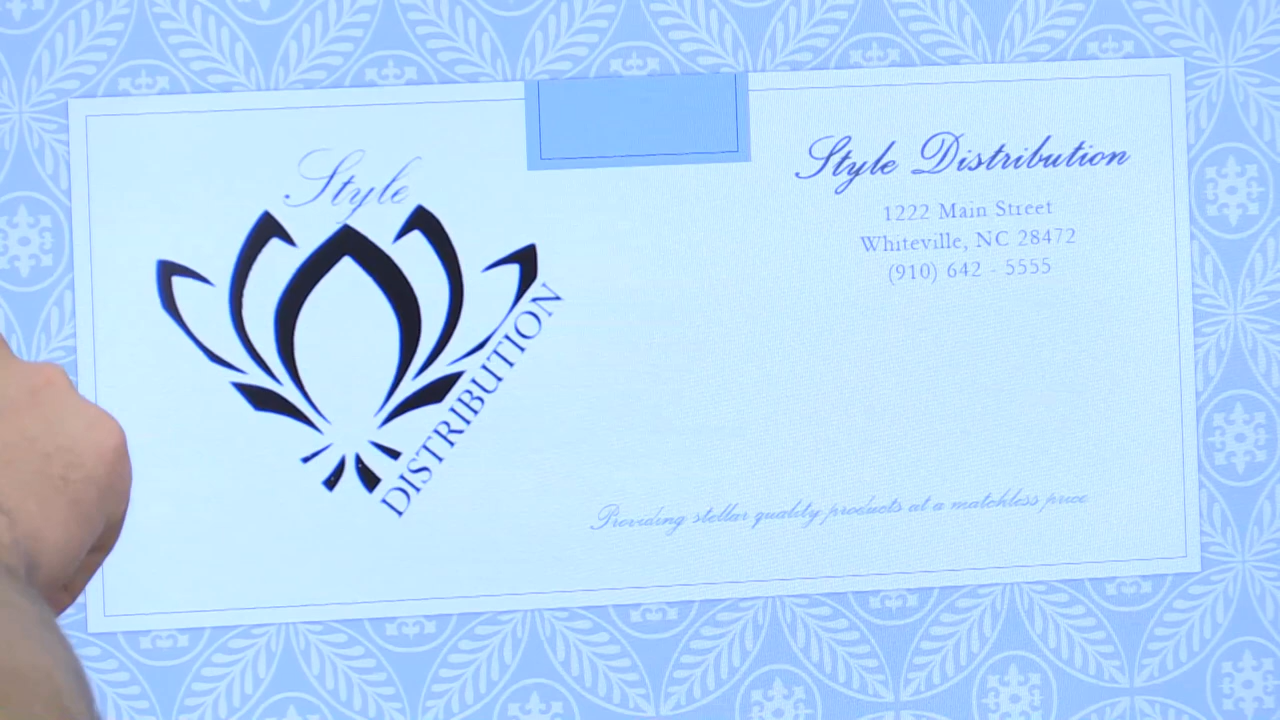 Style
DISTRIBUTION
Style Distribution
1222 Main Street
Whiteville, NC 28472
(910) 642 - 5555
Providing stellar quality products at a matchless price